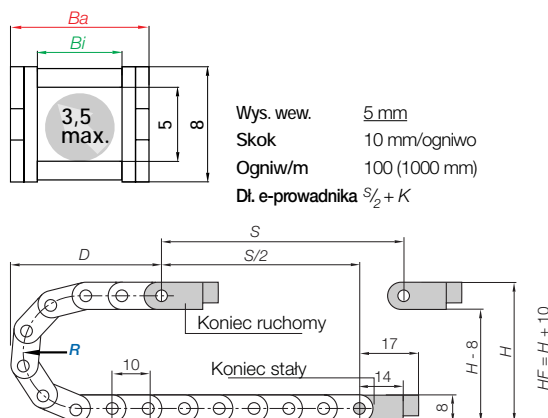 Ba
Bi
3,5
max.
5
8
Wys. wew. 5 mm
Skok 10 mm/ogniwo
Ogniw/m 100 (1000 mm)
Dł. e-prowadnika S/2 + K
S
D
S/2
Koniec ruchomy
R
10
Koniec stały
17
14
8
H - 8
H
HF = H + 10